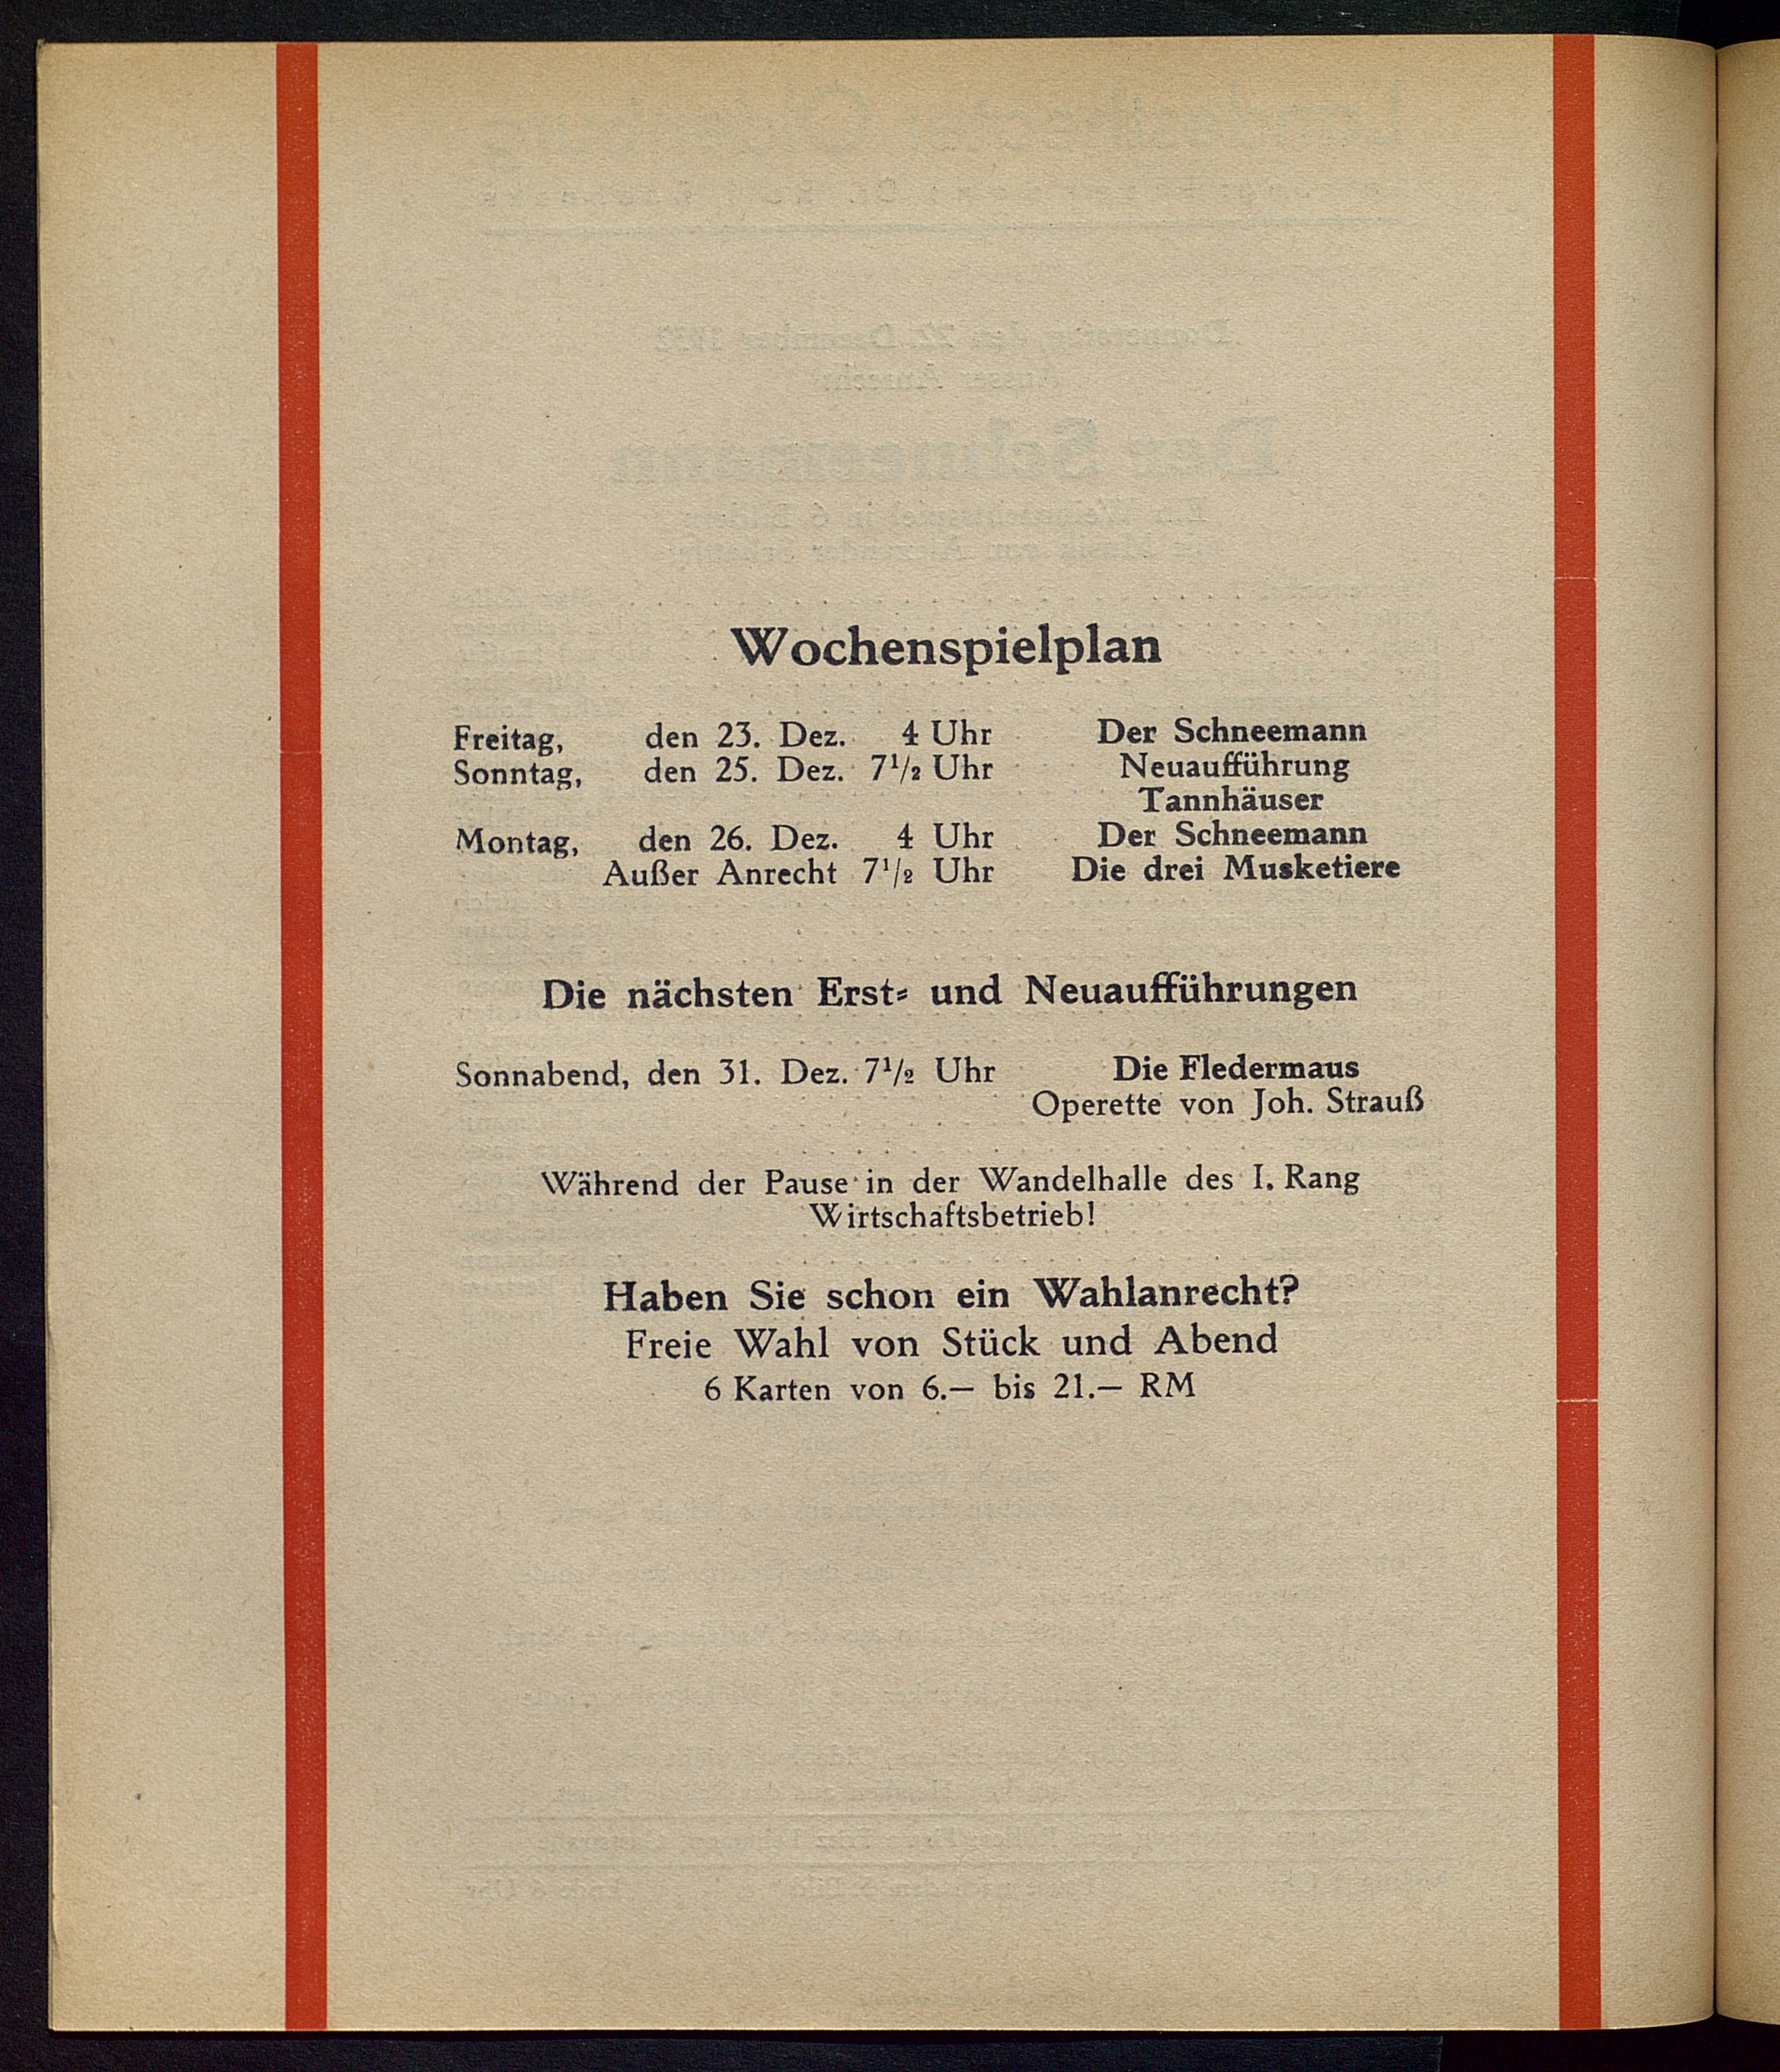 Wochenspielplan
Freitag, den 23. Dez. 4 Uhr Der Schneemann
Sonntag, den 25. Dez. 7¹/₂ Uhr Neuaufführung
Tannhäuser
Montag, den 26. Dez. 4 Uhr Der Schneemann
Außer Anrecht 7¹/₂ Uhr Die drei Musketiere
Die nächsten Erst- und Neuaufführungen
Sonnabend, den 31. Dez. 7¹/₂ Uhr Die Fledermaus
Operette von Joh. Strauß
Während der Pause in der Wandelhalle des I. Rang
Wirtschaftsbetrieb!
Haben Sie schon ein Wahlanrecht?
Freie Wahl von Stück und Abend
6 Karten von 6.— bis 21.— RM